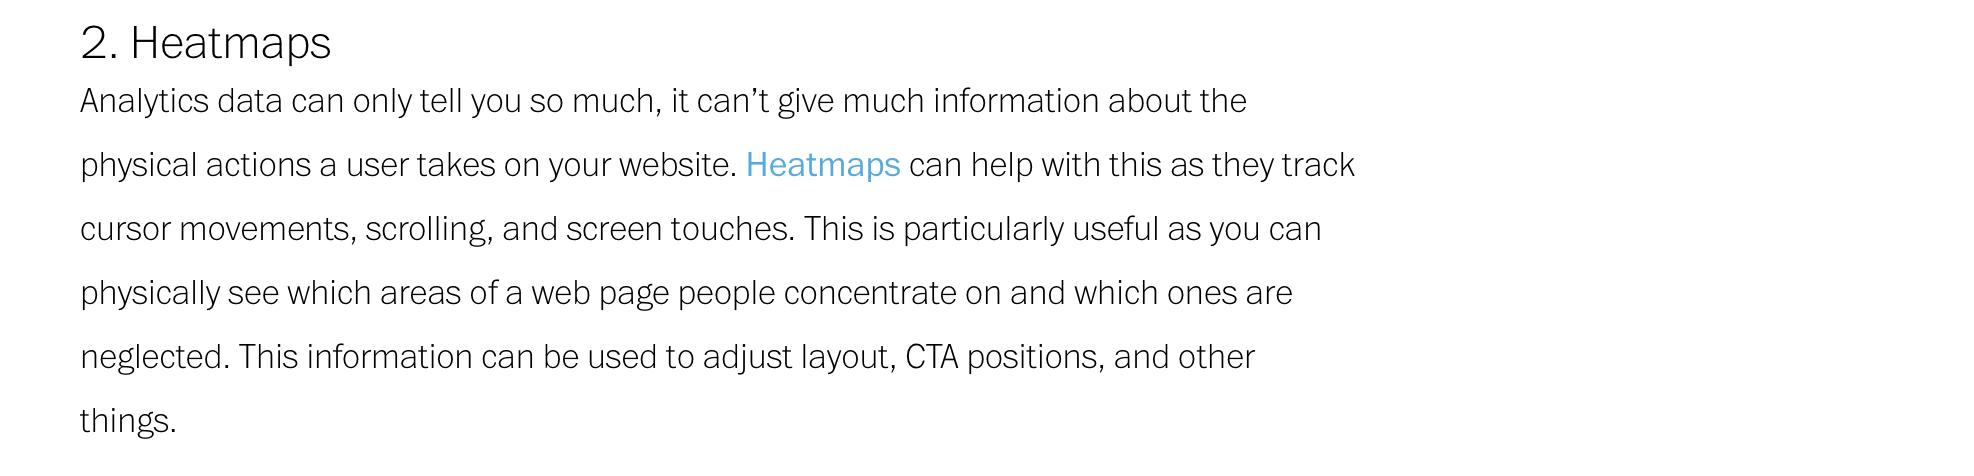 2. Heatmaps
Analytics data can only tell you so much, it can’t give much information about the
physical actions a user takes on your website. Heatmaps can help with this as they track
cursor movements, scrolling, and screen touches. This is particularly useful as you can
physically see which areas of a web page people concentrate on and which ones are
neglected. This information can be used to adjust layout, CTA positions, and other
things.